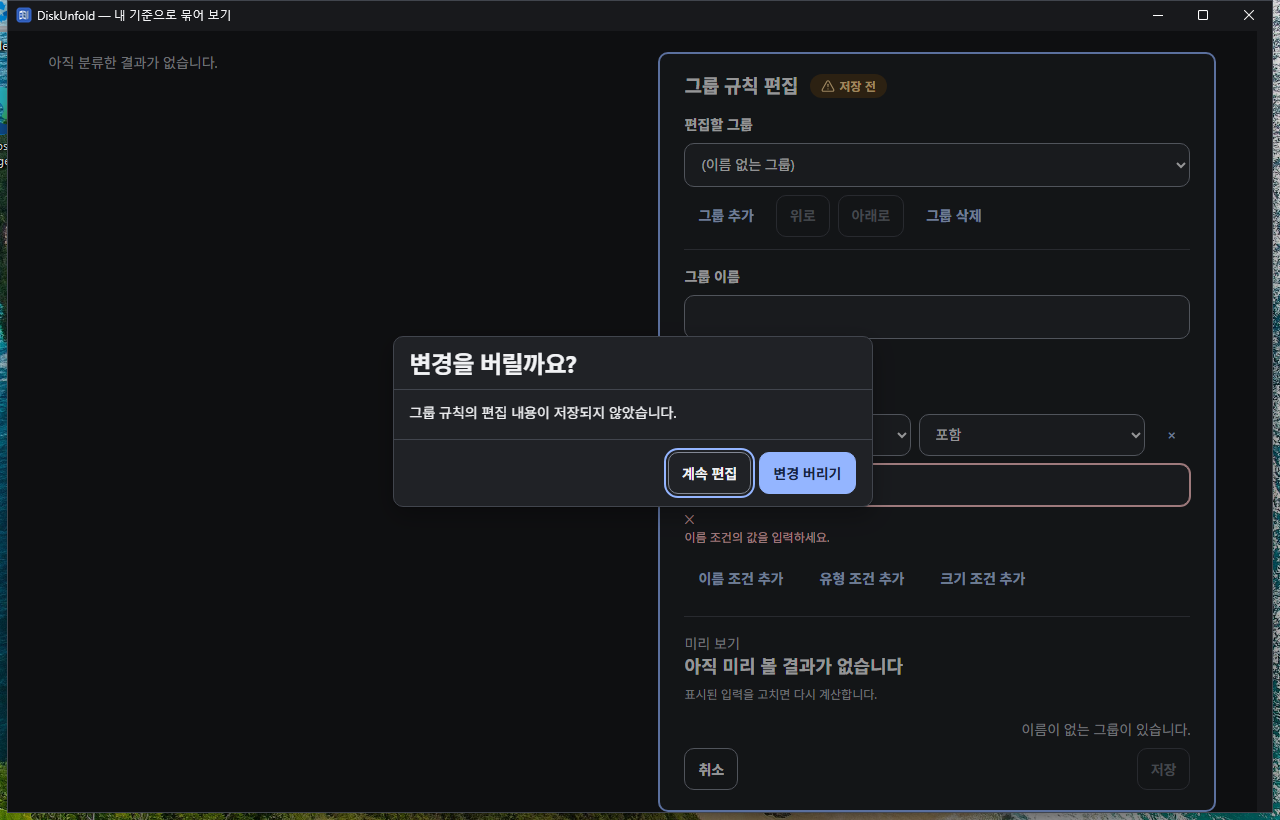 DiskUnfold — 내 기준으로 묶어 보기
아직 분류한 결과가 없습니다.
그룹 규칙 편집
저장 전
편집할 그룹
(이름 없는 그룹)
그룹 추가 위로 아래로 그룹 삭제
그룹 이름
변경을 버릴까요?
그룹 규칙의 편집 내용이 저장되지 않았습니다.
계속 편집 변경 버리기
포함 ×
이름 조건의 값을 입력하세요.
이름 조건 추가 유형 조건 추가 크기 조건 추가
미리 보기
아직 미리 볼 결과가 없습니다
표시된 입력을 고치면 다시 계산합니다.
이름이 없는 그룹이 있습니다.
취소 저장